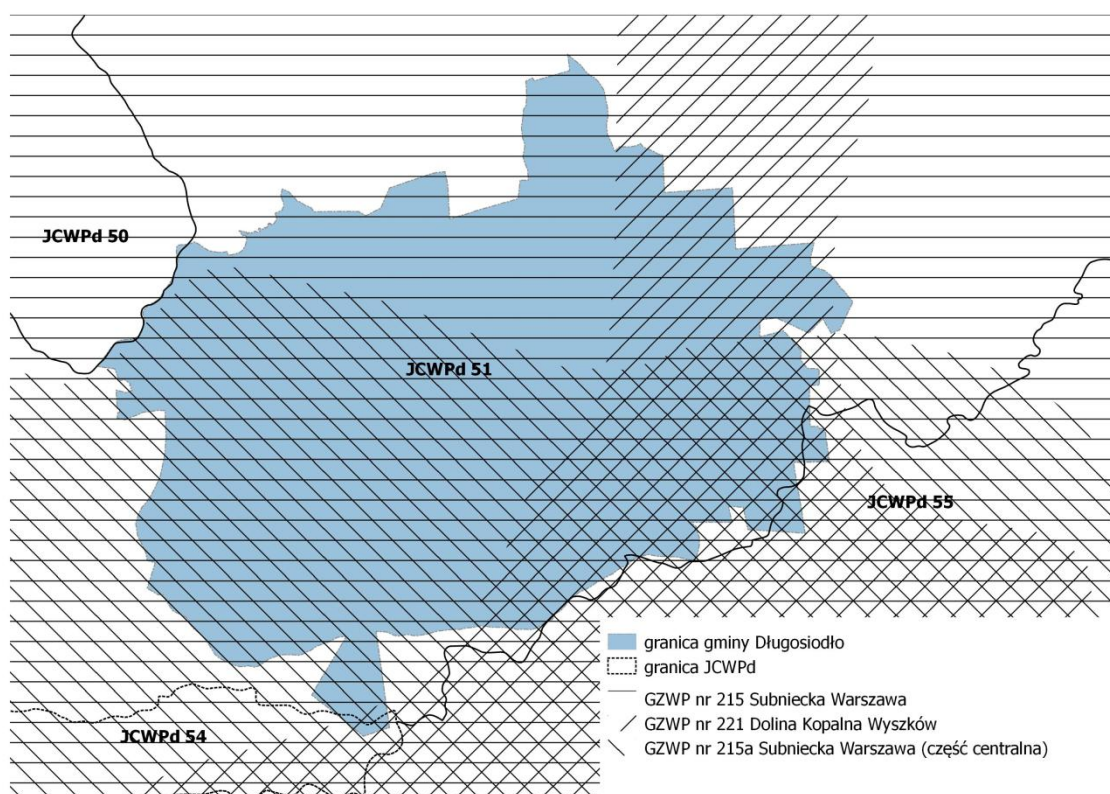 JCWPd 50
JCWPd 51
JCWPd 55
JCWPd 54
granica gminy Długosiodło
granica JCWPd
GZWP nr 215 Subniecka Warszawa
GZWP nr 221 Dolina Kopalna Wyszków
GZWP nr 215a Subniecka Warszawa (część centralna)